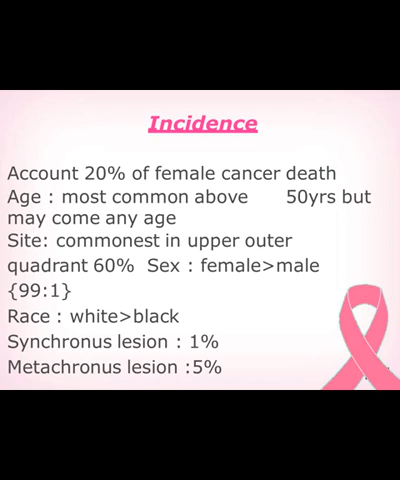 Incidence
Account 20% of female cancer death
Age : most common above 50yrs but
may come any age
Site: commonest in upper outer
quadrant 60% Sex : female>male
{99:1}
Race : white>black
Synchronus lesion : 1%
Metachronus lesion :5%